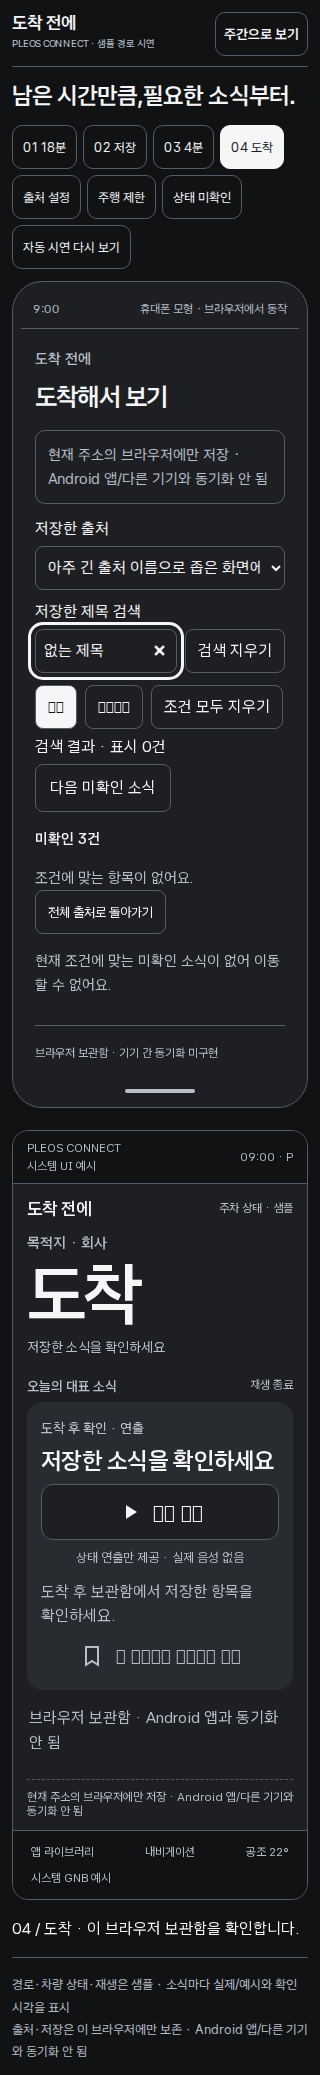 도착 전에
주간으로 보기
PLEOS CONNECT · 샘플 경로 시연
남은 시간만큼,필요한 소식부터.
01 18분
02 저장
03 4분
04 도착
출처 설정
주행 제한
상태 미확인
자동 시연 다시 보기
9:00
휴대폰 모형 · 브라우저에서 동작
도착 전에
도착해서 보기
현재 주소의 브라우저에만 저장 ·
Android 앱/다른 기기와 동기화 안 됨
저장한 출처
아주 긴 출처 이름으로 좁은 화면에
저장한 제목 검색
없는 제목
검색 지우기
조건 모두 지우기
검색 결과 · 표시 0건
다음 미확인 소식
미확인 3건
조건에 맞는 항목이 없어요.
전체 출처로 돌아가기
현재 조건에 맞는 미확인 소식이 없어 이동
할 수 없어요.
브라우저 보관함 · 기기 간 동기화 미구현
PLEOS CONNECT
시스템 UI 예시
09:00 · P
도착 전에
주차 상태 · 샘플
목적지 · 회사
도착
저장한 소식을 확인하세요
오늘의 대표 소식
재생 종료
도착 후 확인 · 연출
저장한 소식을 확인하세요
상태 연출만 제공 · 실제 음성 없음
도착 후 보관함에서 저장한 항목을
확인하세요.
브라우저 보관함 · Android 앱과 동기화
안 됨
현재 주소의 브라우저에만 저장 · Android 앱/다른 기기와
동기화 안 됨
앱 라이브러리
내비게이션
공조 22°
시스템 GNB 예시
04 / 도착 · 이 브라우저 보관함을 확인합니다.
경로·차량 상태·재생은 샘플 · 소식마다 실제/예시와 확인
시각을 표시
출처·저장은 이 브라우저에만 보존 · Android 앱/다른 기기
와 동기화 안 됨